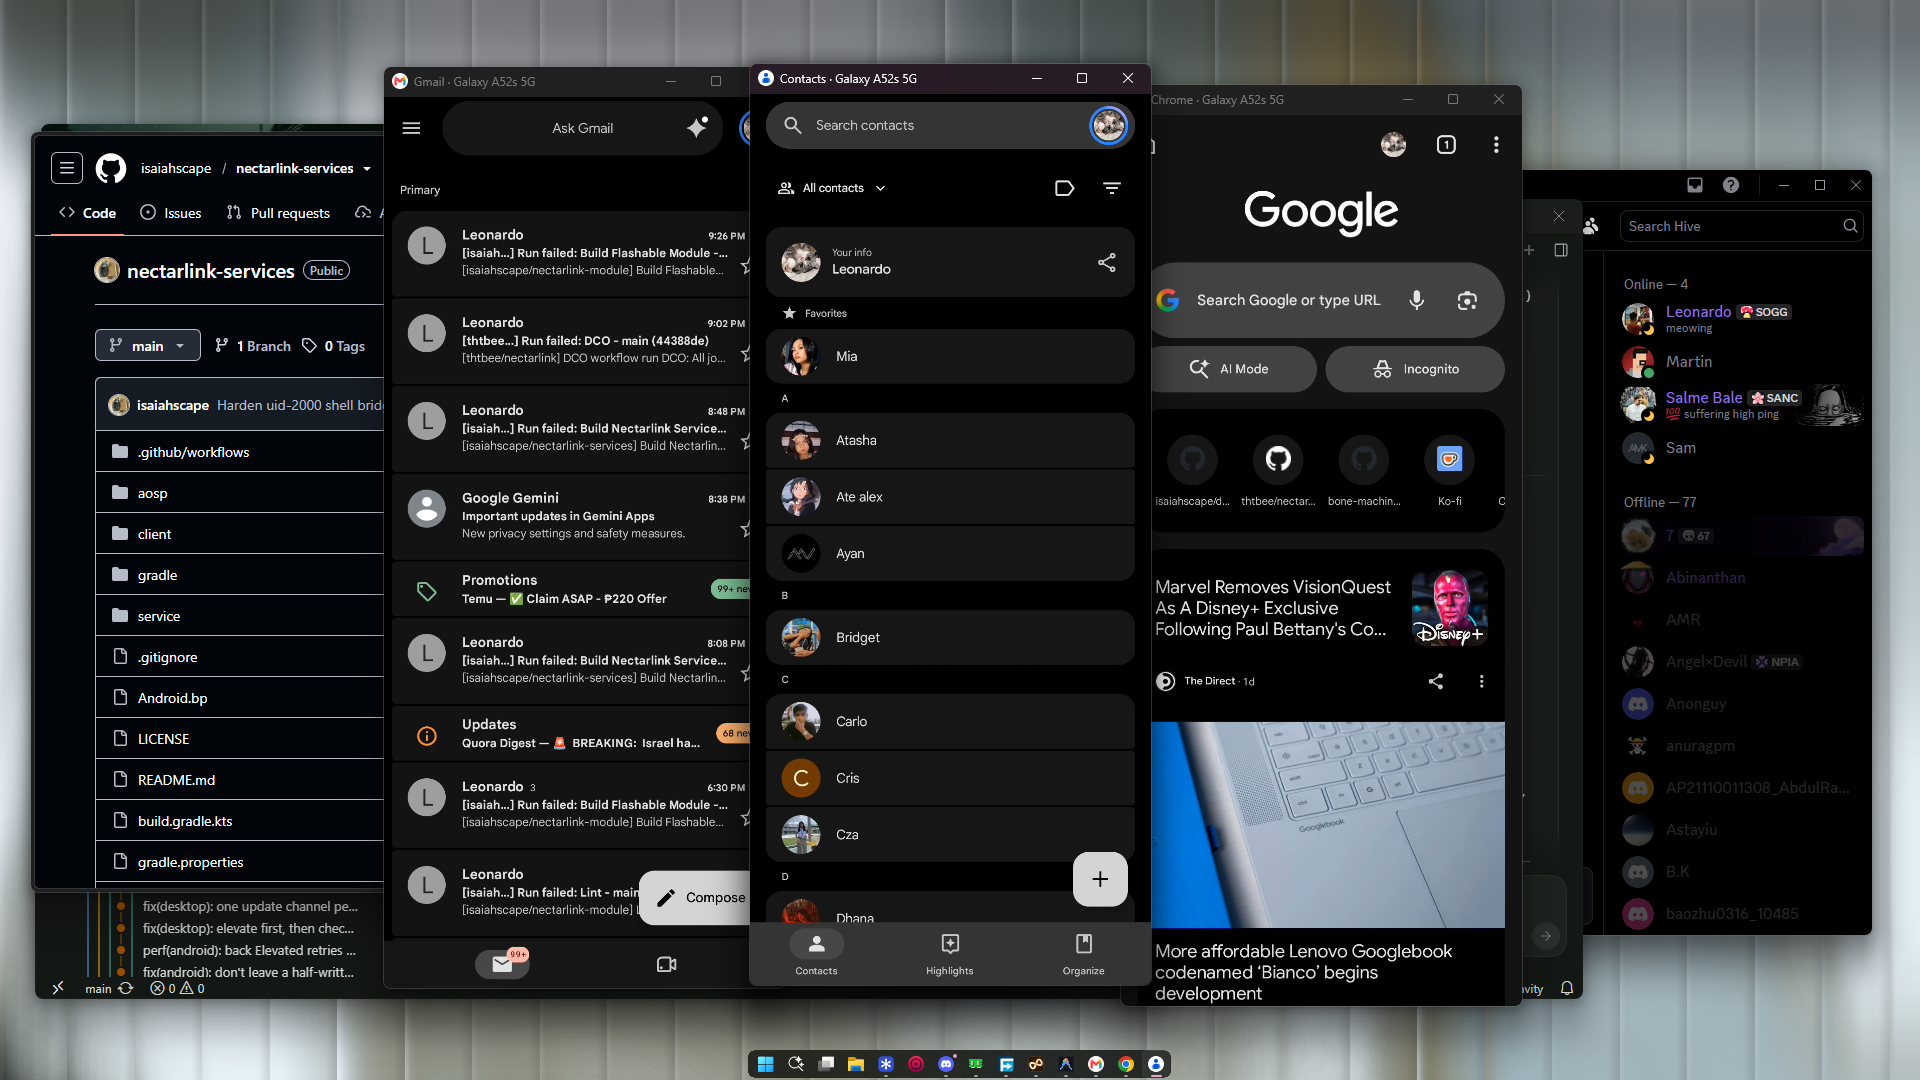 isaiahscape / nectarlink-services
Code
Issues
Pull requests
nectarlink-services
Public
main
1 Branch
0 Tags
isaiahscape Harden uid-2000 shell brid
.github/workflows
aosp
client
gradle
service
.gitignore
Android.bp
LICENSE
README.md
build.gradle.kts
gradle.properties
fix(desktop): one update channel pe...
fix(desktop): elevate first, then chec...
perf(android): back Elevated retries ...
fix(android): don't leave a half-writt...
main
0 0
Gmail · Galaxy A52s 5G
Ask Gmail
Primary
L
Leonardo 9:26 PM
[isaiah...] Run failed: Build Flashable Module -...
[isaiahscape/nectarlink-module] Build Flashable...
L
Leonardo 9:02 PM
[thtbee...] Run failed: DCO - main (44388de)
[thtbee/nectarlink] DCO workflow run DCO: All jo...
L
Leonardo 8:48 PM
[isaiah...] Run failed: Build Nectarlink Service...
[isaiahscape/nectarlink-services] Build Nectarlin...
Google Gemini 8:38 PM
Important updates in Gemini Apps
New privacy settings and safety measures.
Promotions
99+ nev
Temu — ✅ Claim ASAP - ₱220 Offer
L
Leonardo 8:08 PM
[isaiah...] Run failed: Build Nectarlink Service...
[isaiahscape/nectarlink-services] Build Nectarlin...
Updates
68 nev
Quora Digest — 🚨 BREAKING: Israel ha...
L
Leonardo 3 6:30 PM
[isaiah...] Run failed: Build Flashable Module -...
[isaiahscape/nectarlink-module] Build Flashable...
L
Leonardo
[isaiah...] Run failed: Lint - main
[isaiahscape/nectarlink-module] L
Compose
99+
Contacts · Galaxy A52s 5G
Search contacts
All contacts
Your info
Leonardo
Favorites
Mia
A
Atasha
Ate alex
Ayan
B
Bridget
C
Carlo
C
Cris
Cza
D
Dhana
Contacts
Highlights
Organize
Chrome · Galaxy A52s 5G
1
Google
Search Google or type URL
AI Mode
Incognito
isaiahscape/d...
thtbee/nectar...
bone-machin...
Ko-fi
C
Marvel Removes VisionQuest
As A Disney+ Exclusive
Following Paul Bettany's Co...
Disney+
The Direct · 1d
Googlebook
More affordable Lenovo Googlebook
codenamed ‘Bianco’ begins
development
vity
Search Hive
Online — 4
Leonardo SOGG
meowing
Martin
Salme Bale SANC
💯 suffering high ping
AMK
Sam
Offline — 77
7 67
Abinanthan
AMR
Angel×Devil NPIA
Anonguy
anuragpm
AP21110011308_AbdulRa...
Astayiu
B.K
baozhu0316_10485